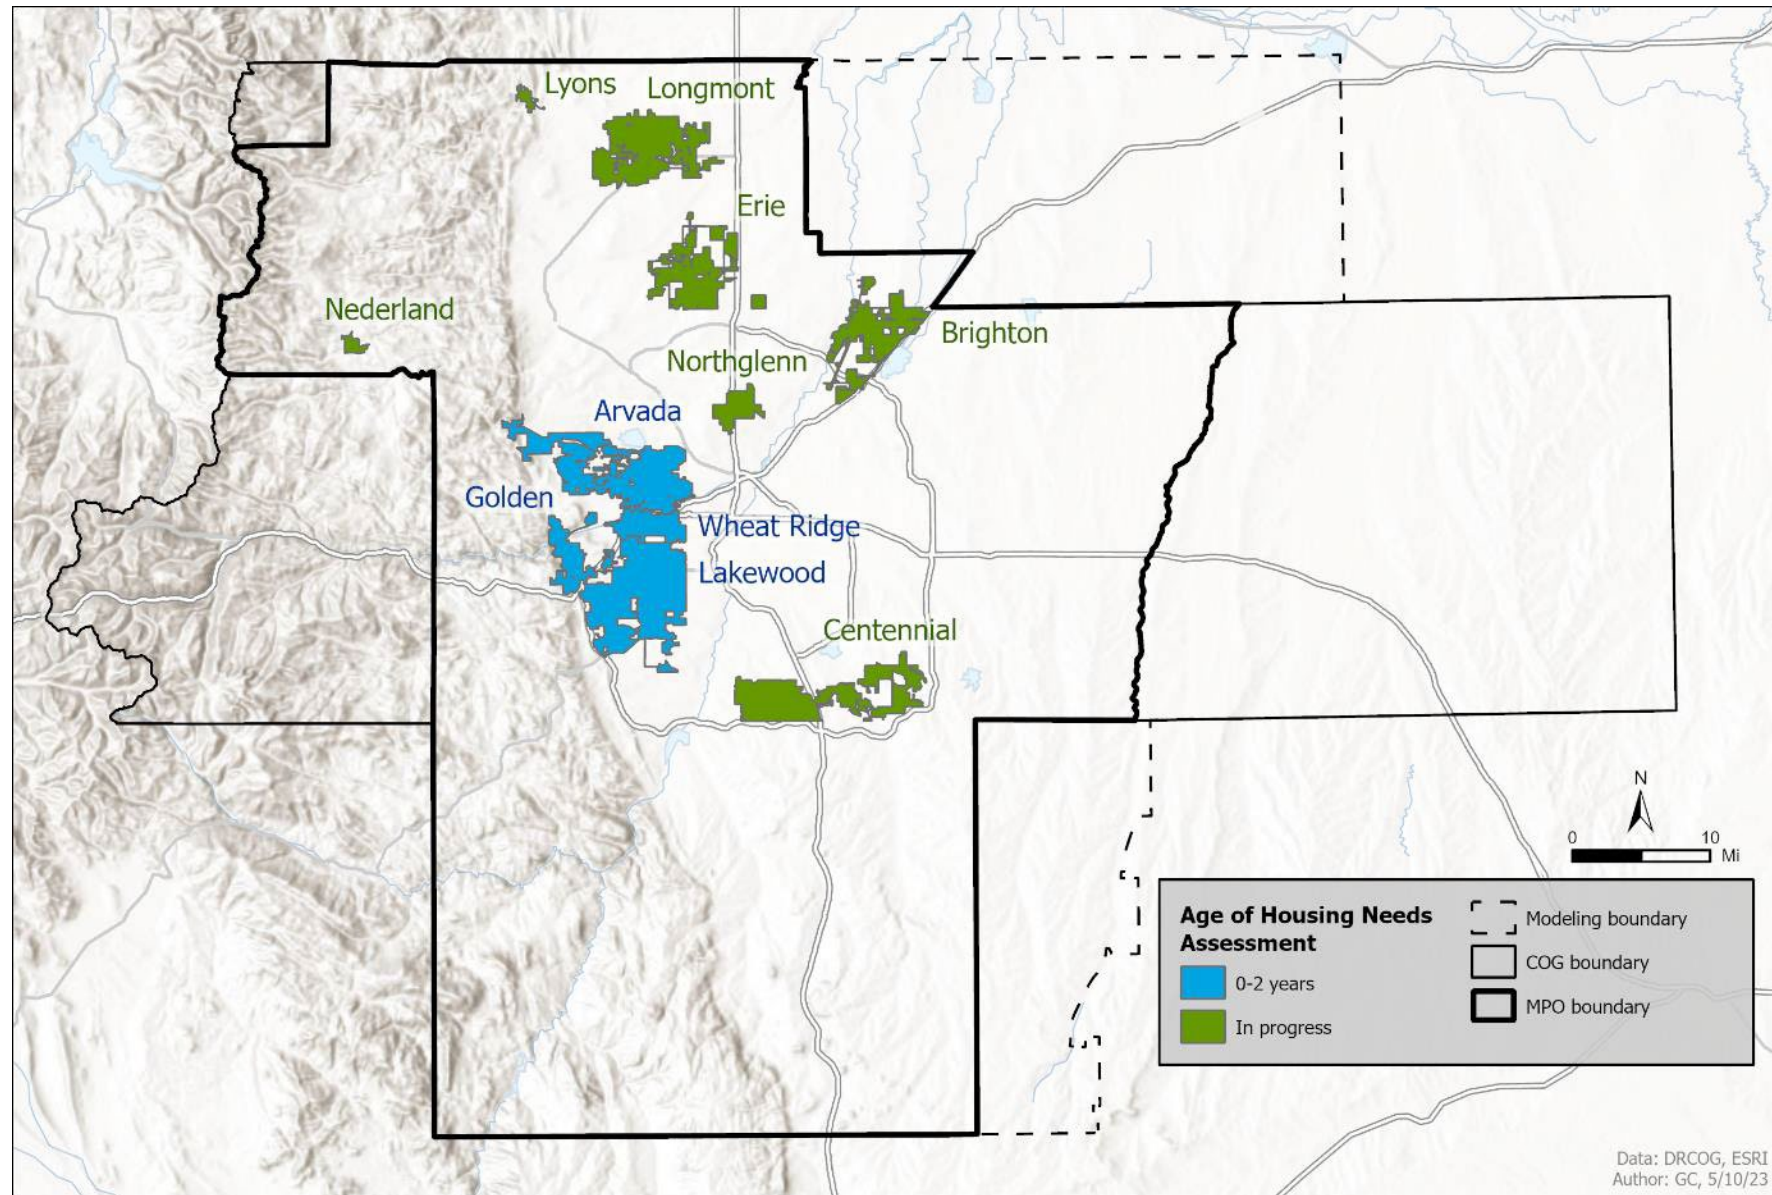 Lyons
Longmont
Erie
Nederland
Brighton
Northglenn
Arvada
Golden
Wheat Ridge
Lakewood
Centennial
N
0 10
Mi
Age of Housing Needs
Assessment
0-2 years
In progress
Modeling boundary
COG boundary
MPO boundary
Data: DRCOG, ESRI
Author: GC, 5/10/23